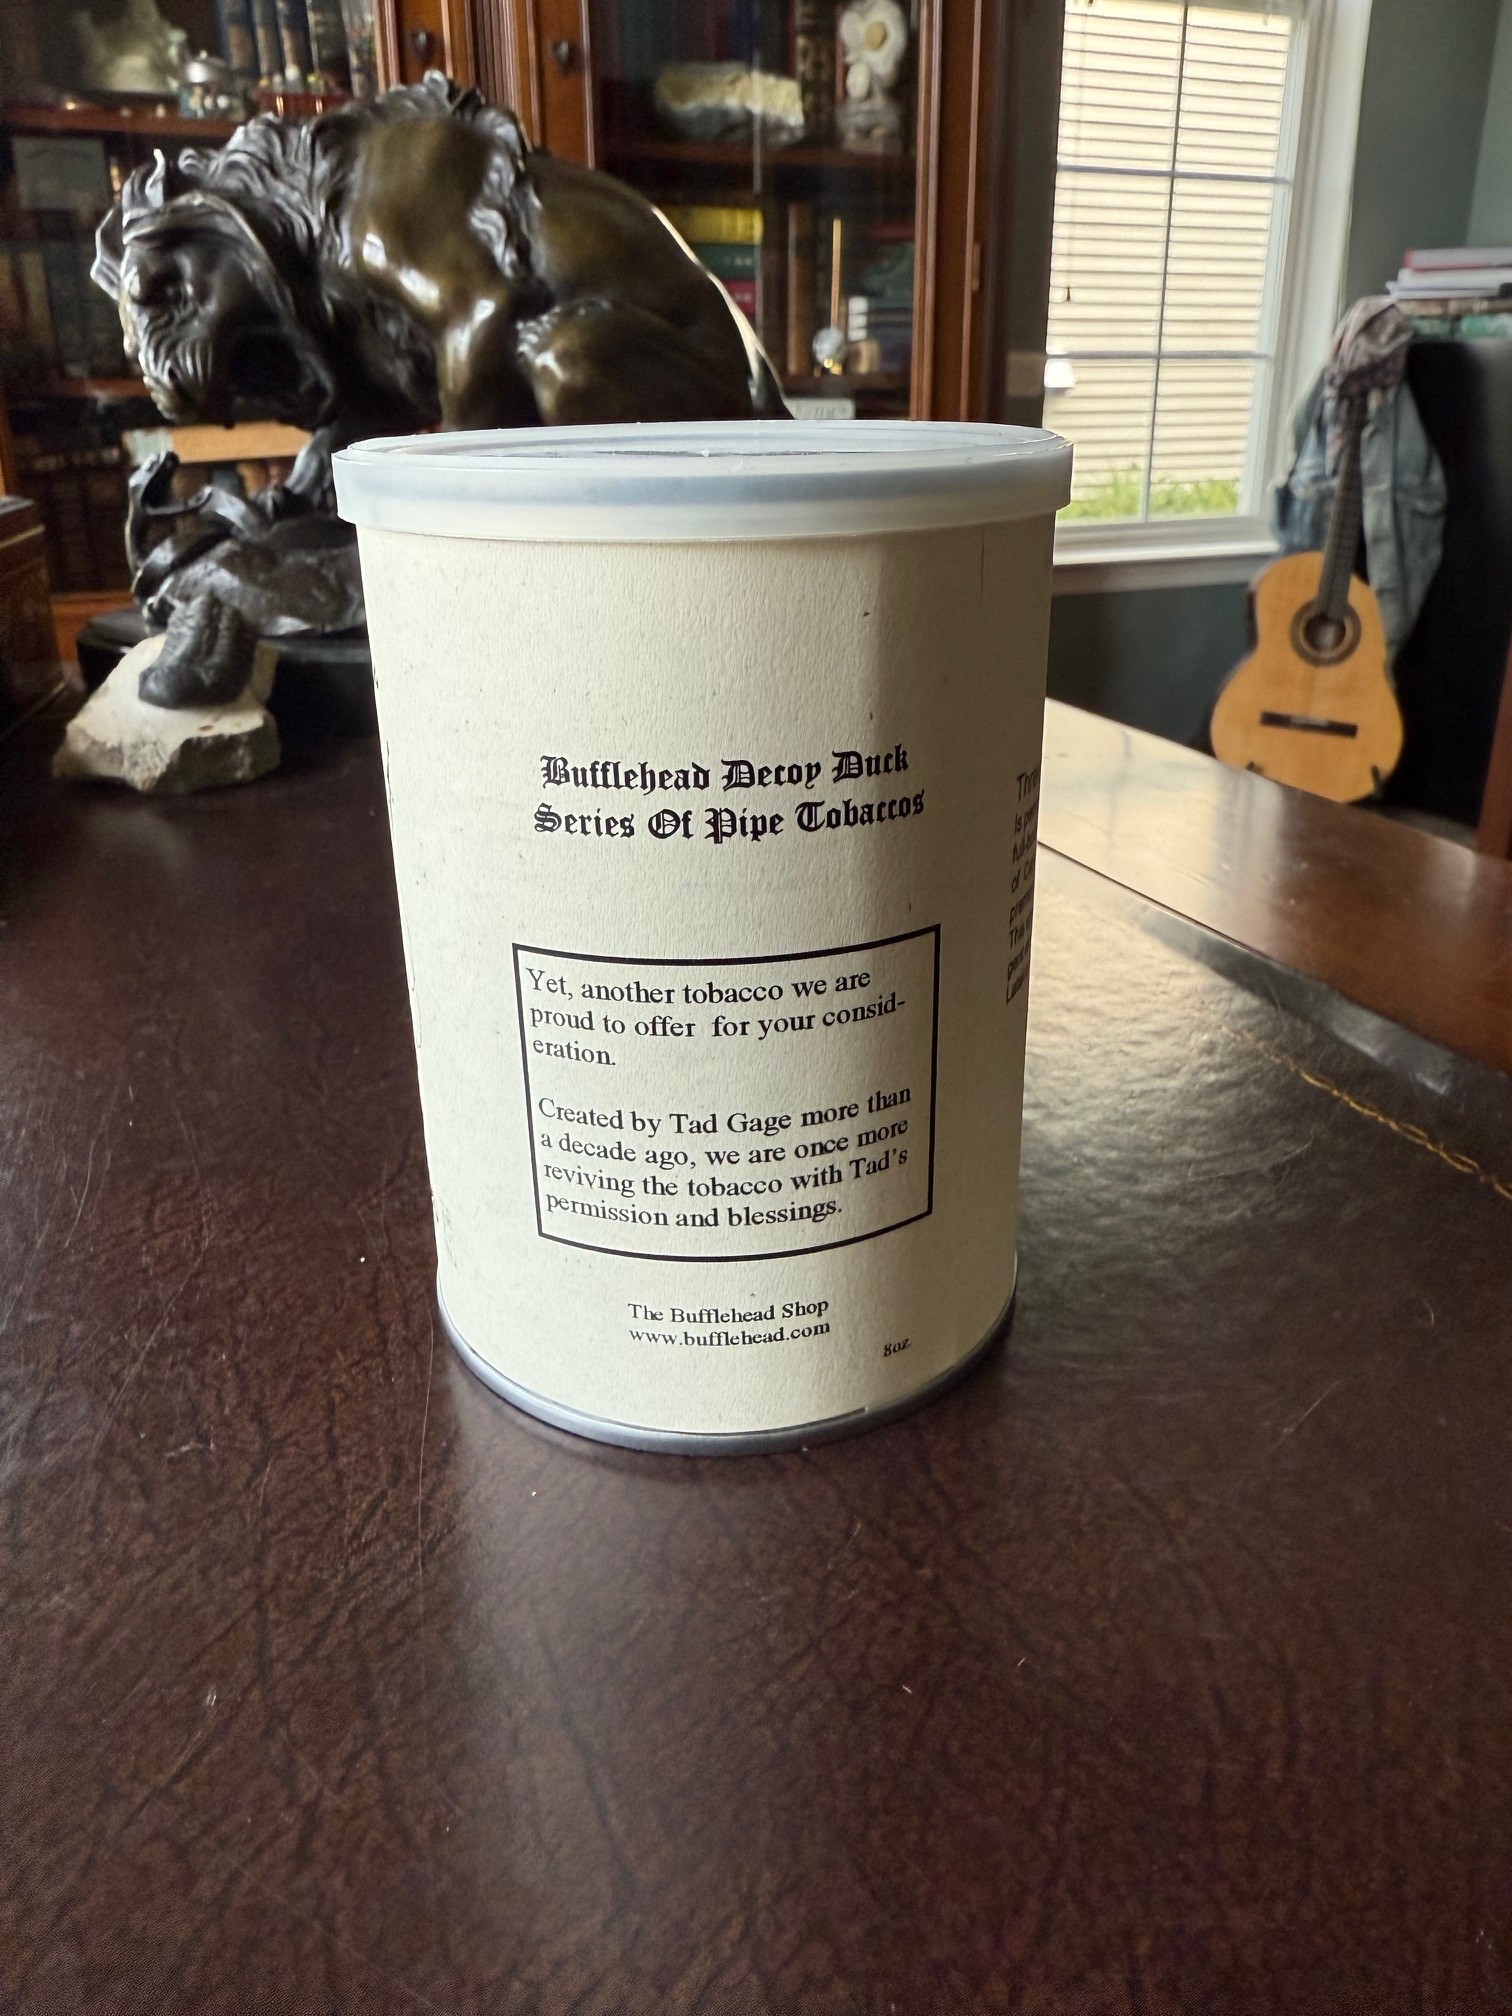 Bufflehead Decoy Duck
Series Of Pipe Tobaccos
Yet, another tobacco we are
proud to offer for your consid-
eration.
Created by Tad Gage more than
a decade ago, we are once more
reviving the tobacco with Tad's
permission and blessings.
The Bufflehead Shop
www.bufflehead.com
8oz.